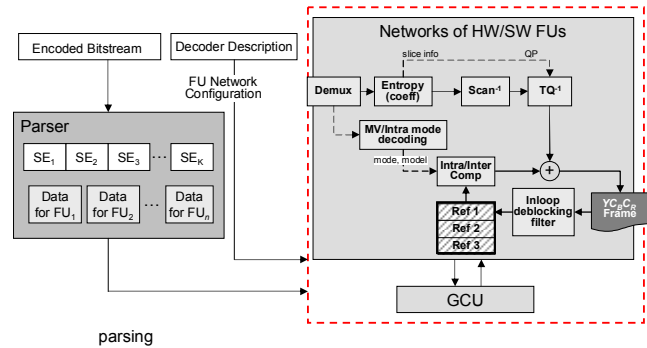 Encoded Bitstream
Decoder Description
FU Network
Configuration
Parser
SE1 SE2 SE3 ... SEK
Data for FU1
Data for FU2
...
Data for FUn
parsing
Networks of HW/SW FUs
slice info
QP
Demux
Entropy
(coeff)
Scan-1
TQ-1
MV/Intra mode
decoding
mode, model
Intra/Inter
Comp
+
Ref 1
Ref 2
Ref 3
Inloop
deblocking
filter
YCBCR
Frame
GCU